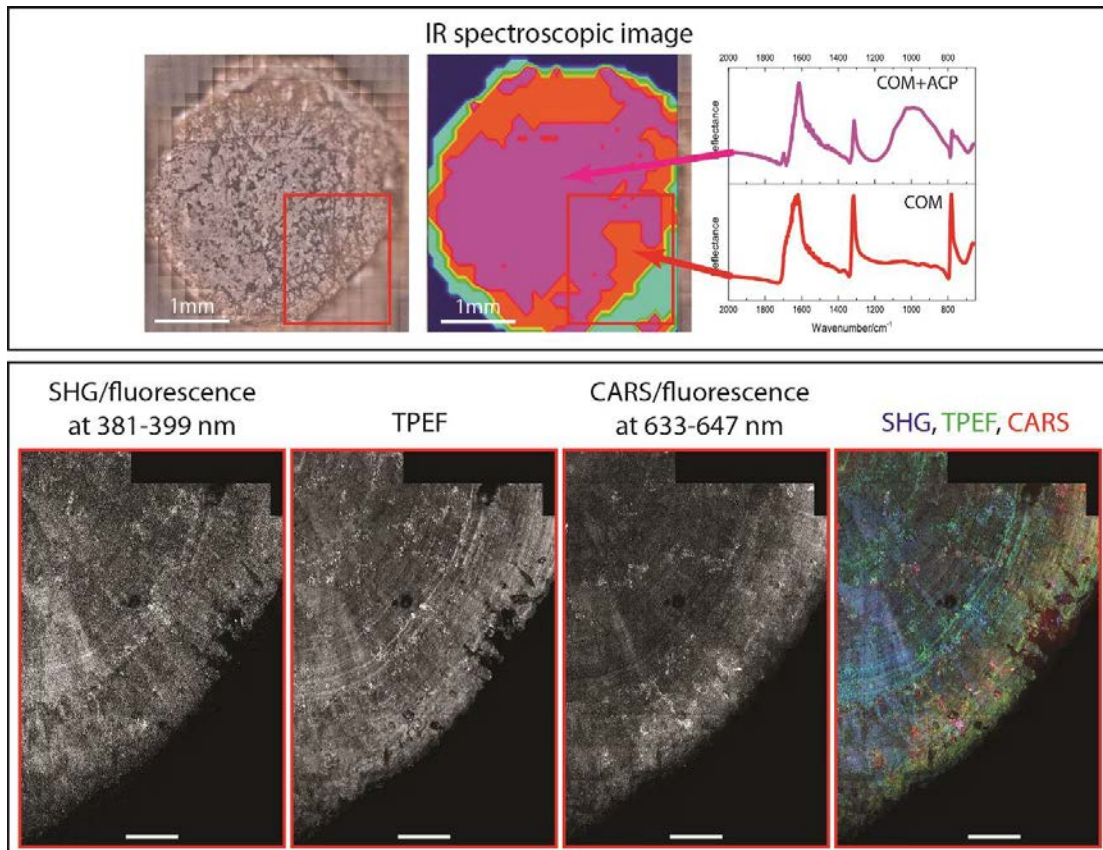 IR spectroscopic image
1mm
1mm
2000 1800 1600 1400 1200 1000 800
COM+ACP
eflectance
COM
eflectance
2000 1800 1600 1400 1200 1000 800
Wavenumber/cm⁻¹
SHG/fluorescence
at 381-399 nm
TPEF
CARS/fluorescence
at 633-647 nm
SHG, TPEF, CARS